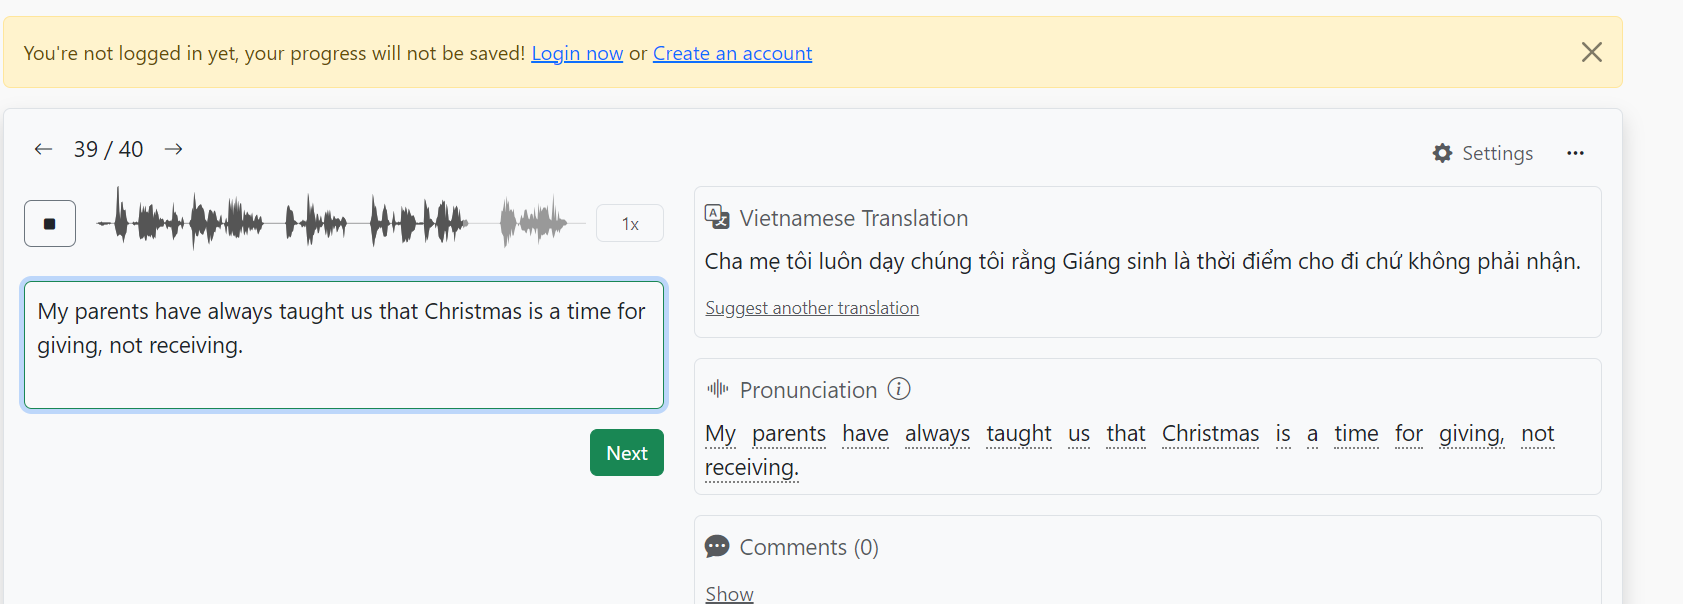 You're not logged in yet, your progress will not be saved! Login now or Create an account
39 / 40
Settings
1x
My parents have always taught us that Christmas is a time for
giving, not receiving.
Next
Vietnamese Translation
Cha mẹ tôi luôn dạy chúng tôi rằng Giáng sinh là thời điểm cho đi chứ không phải nhận.
Suggest another translation
Pronunciation
My parents have always taught us that Christmas is a time for giving, not
receiving.
Comments (0)
Show